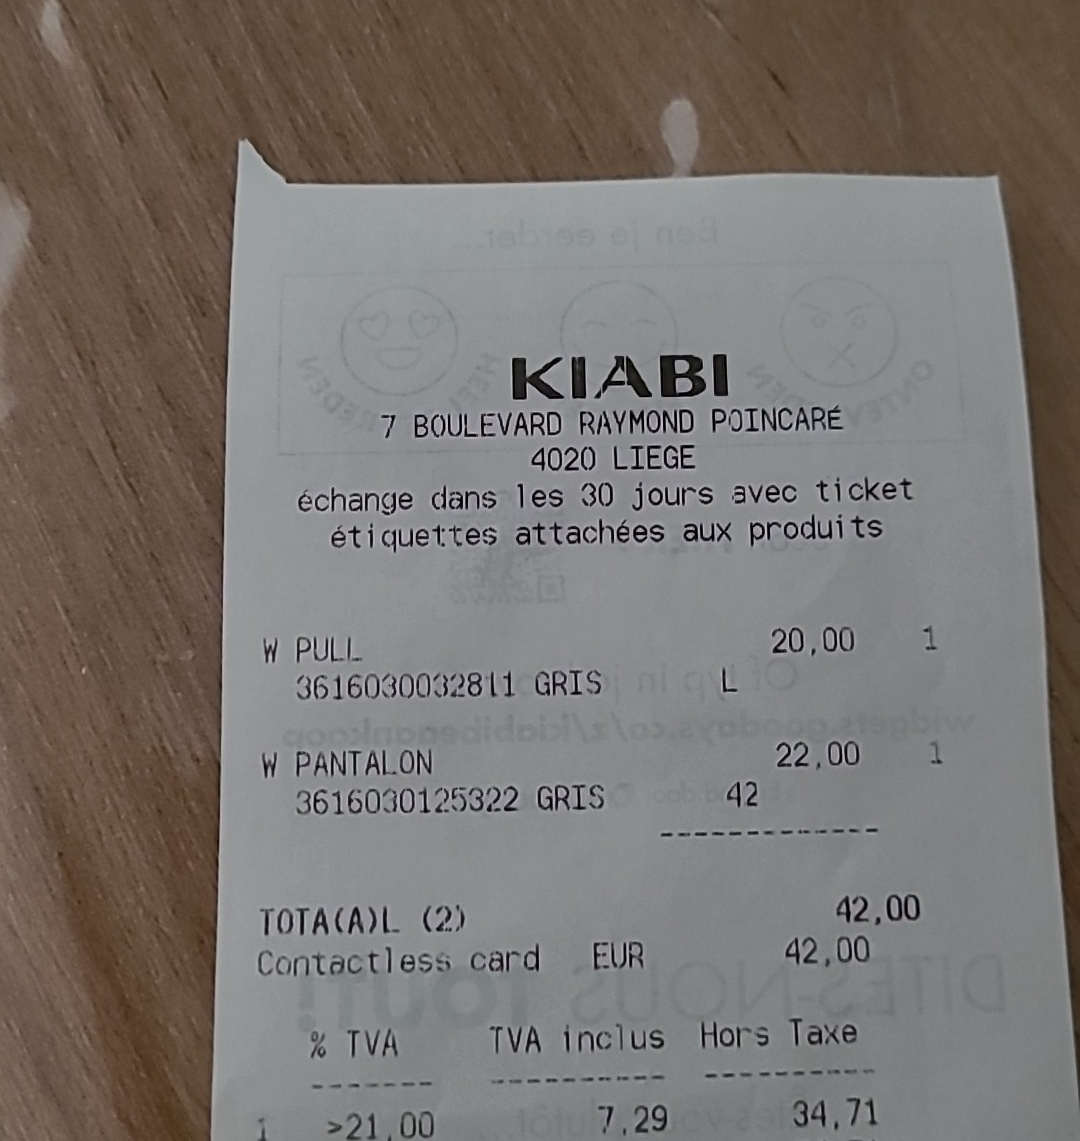 KIABI
7 BOULEVARD RAYMOND POINCARÉ
4020 LIEGE
échange dans les 30 jours avec ticket
étiquettes attachées aux produits
W PULL 20,00 1
3616030032811 GRIS L
W PANTALON 22,00 1
3616030125322 GRIS 42
-------------
TOTA(A)L (2) 42,00
Contactless card EUR 42,00
% TVA TVA inclus Hors Taxe
------- ---------- ----------
1 >21,00 7,29 34,71